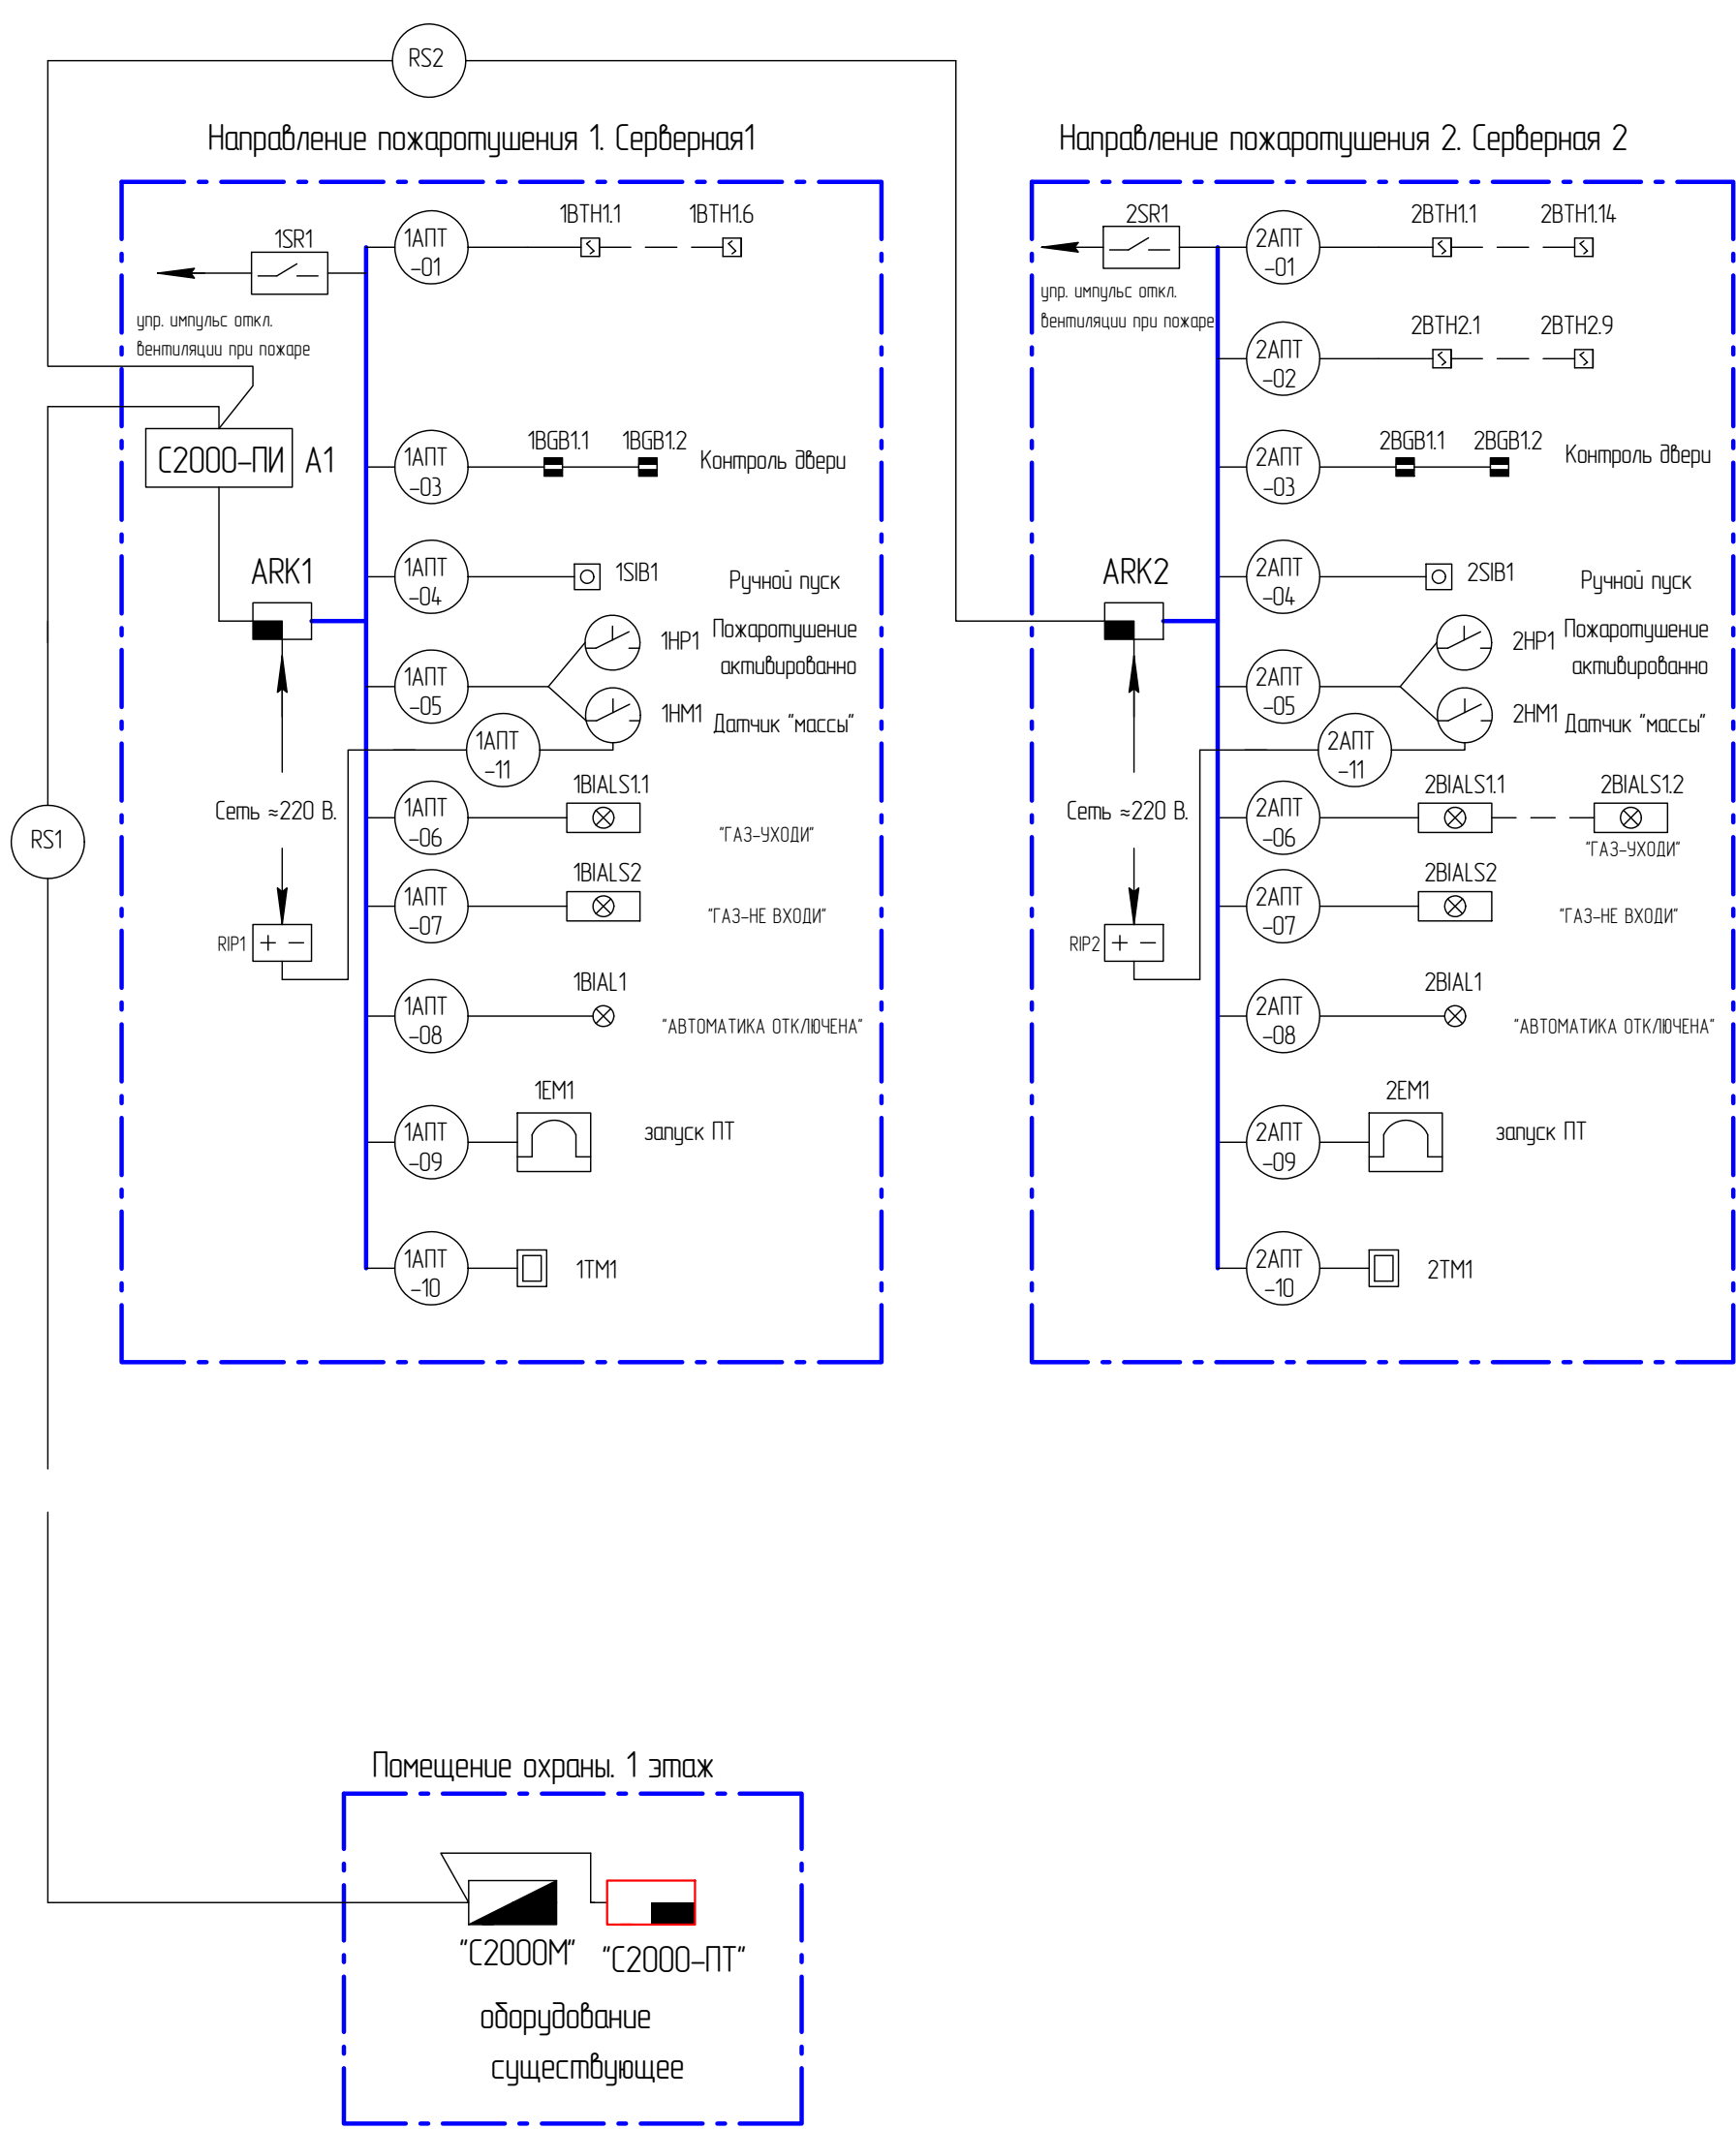 RS2
Направление пожаротушения 1. Серверная1
1SR1
упр. импульс откл.
вентиляции при пожаре
С2000-ПИ
А1
ARK1
Сеть ≈220 В.
RIP1
1АПТ
-01
1BTH1.1
1BTH1.6
1АПТ
-03
1BGB1.1
1BGB1.2
Контроль двери
1АПТ
-04
1SIB1
Ручной пуск
1АПТ
-05
1HP1
Пожаротушение
активированно
1HM1
Датчик "массы"
1АПТ
-11
1АПТ
-06
1BIALS1.1
"ГАЗ-УХОДИ"
1АПТ
-07
1BIALS2
"ГАЗ-НЕ ВХОДИ"
1АПТ
-08
1BIAL1
"АВТОМАТИКА ОТКЛЮЧЕНА"
1АПТ
-09
1EM1
запуск ПТ
1АПТ
-10
1TM1
Направление пожаротушения 2. Серверная 2
2SR1
упр. импульс откл.
вентиляции при пожаре
ARK2
Сеть ≈220 В.
RIP2
2АПТ
-01
2BTH1.1
2BTH1.14
2АПТ
-02
2BTH2.1
2BTH2.9
2АПТ
-03
2BGB1.1
2BGB1.2
Контроль двери
2АПТ
-04
2SIB1
Ручной пуск
2АПТ
-05
2HP1
Пожаротушение
активированно
2HM1
Датчик "массы"
2АПТ
-11
2АПТ
-06
2BIALS1.1
2BIALS1.2
"ГАЗ-УХОДИ"
2АПТ
-07
2BIALS2
"ГАЗ-НЕ ВХОДИ"
2АПТ
-08
2BIAL1
"АВТОМАТИКА ОТКЛЮЧЕНА"
2АПТ
-09
2EM1
запуск ПТ
2АПТ
-10
2TM1
RS1
Помещение охраны. 1 этаж
"С2000М"
"С2000-ПТ"
оборудование
существующее